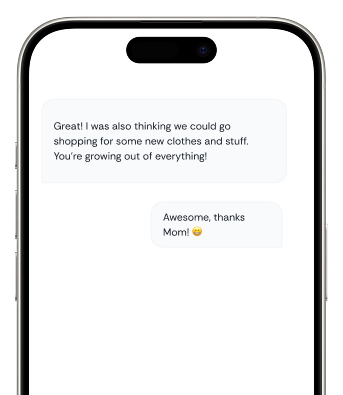 Great! I was also thinking we could go
shopping for some new clothes and stuff.
You're growing out of everything!
Awesome, thanks
Mom! 😄